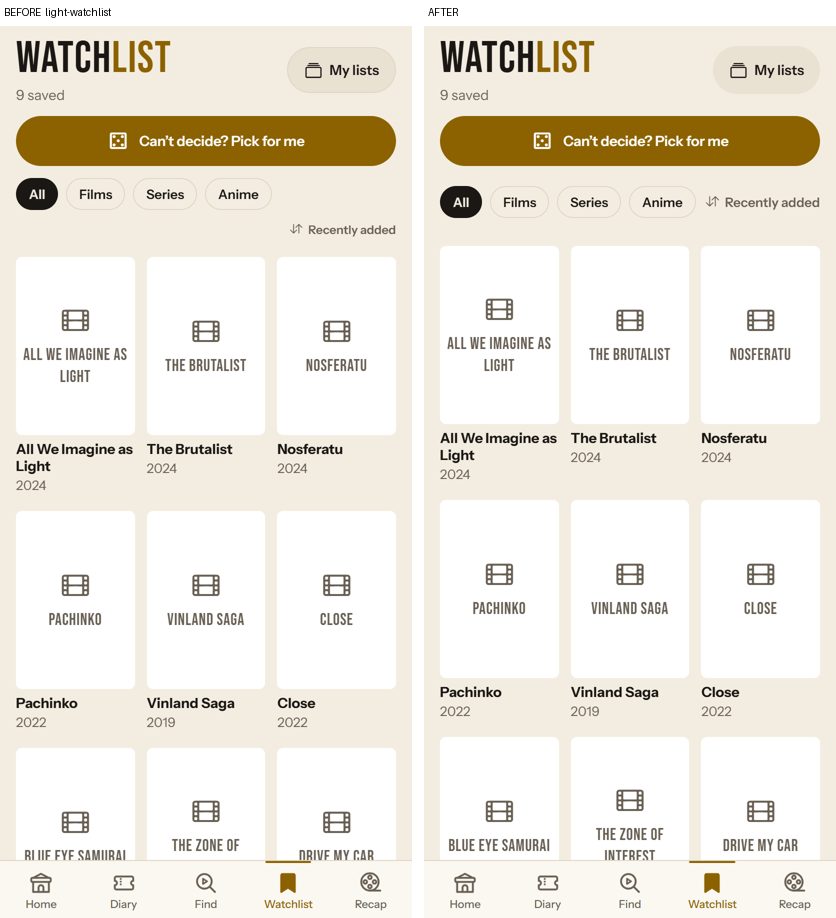 BEFORE light-watchlist
WATCHLIST
My lists
9 saved
Can't decide? Pick for me
All Films Series Anime
Recently added
ALL WE IMAGINE AS
LIGHT
THE BRUTALIST
NOSFERATU
All We Imagine as
Light
2024
The Brutalist
2024
Nosferatu
2024
PACHINKO
VINLAND SAGA
CLOSE
Pachinko
2022
Vinland Saga
2019
Close
2022
BLUE EYE SAMURAI
THE ZONE OF
DRIVE MY CAR
Home Diary Find Watchlist Recap
AFTER
WATCHLIST
My lists
9 saved
Can't decide? Pick for me
All Films Series Anime Recently added
ALL WE IMAGINE AS
LIGHT
THE BRUTALIST
NOSFERATU
All We Imagine as
Light
2024
The Brutalist
2024
Nosferatu
2024
PACHINKO
VINLAND SAGA
CLOSE
Pachinko
2022
Vinland Saga
2019
Close
2022
BLUE EYE SAMURAI
THE ZONE OF
INTEREST
DRIVE MY CAR
Home Diary Find Watchlist Recap